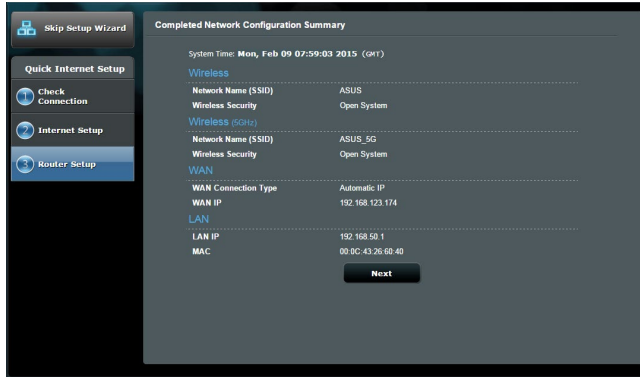 Skip Setup Wizard
Quick Internet Setup
1 Check Connection
2 Internet Setup
3 Router Setup
Completed Network Configuration Summary
System Time: Mon, Feb 09 07:59:03 2015 (GMT)
Wireless
Network Name (SSID) ASUS
Wireless Security Open System
Wireless (5GHz)
Network Name (SSID) ASUS_5G
Wireless Security Open System
WAN
WAN Connection Type Automatic IP
WAN IP 192.168.123.174
LAN
LAN IP 192.168.50.1
MAC 00:0C:43:26:60:40
Next